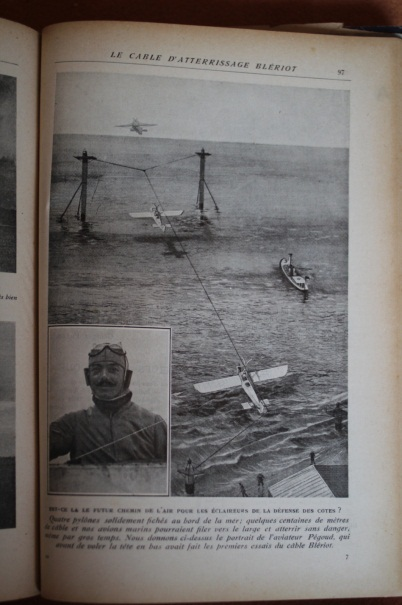 LE CABLE D'ATTERRISSAGE BLÉRIOT 97
bien
EST-CE LA LE FUTUR CHEMIN DE L'AIR POUR LES ÉCLAIREURS DE LA DÉFENSE DES COTES ?
Quatre pylônes solidement fichés au bord de la mer; quelques centaines de mètres
de câble et nos avions marins pourraient filer vers le large et atterrir sans danger,
même par gros temps. Nous donnons ci-dessus le portrait de l'aviateur Pégoud, qui
avant de voler la tête en bas avait fait les premiers essais du câble Blériot.
7